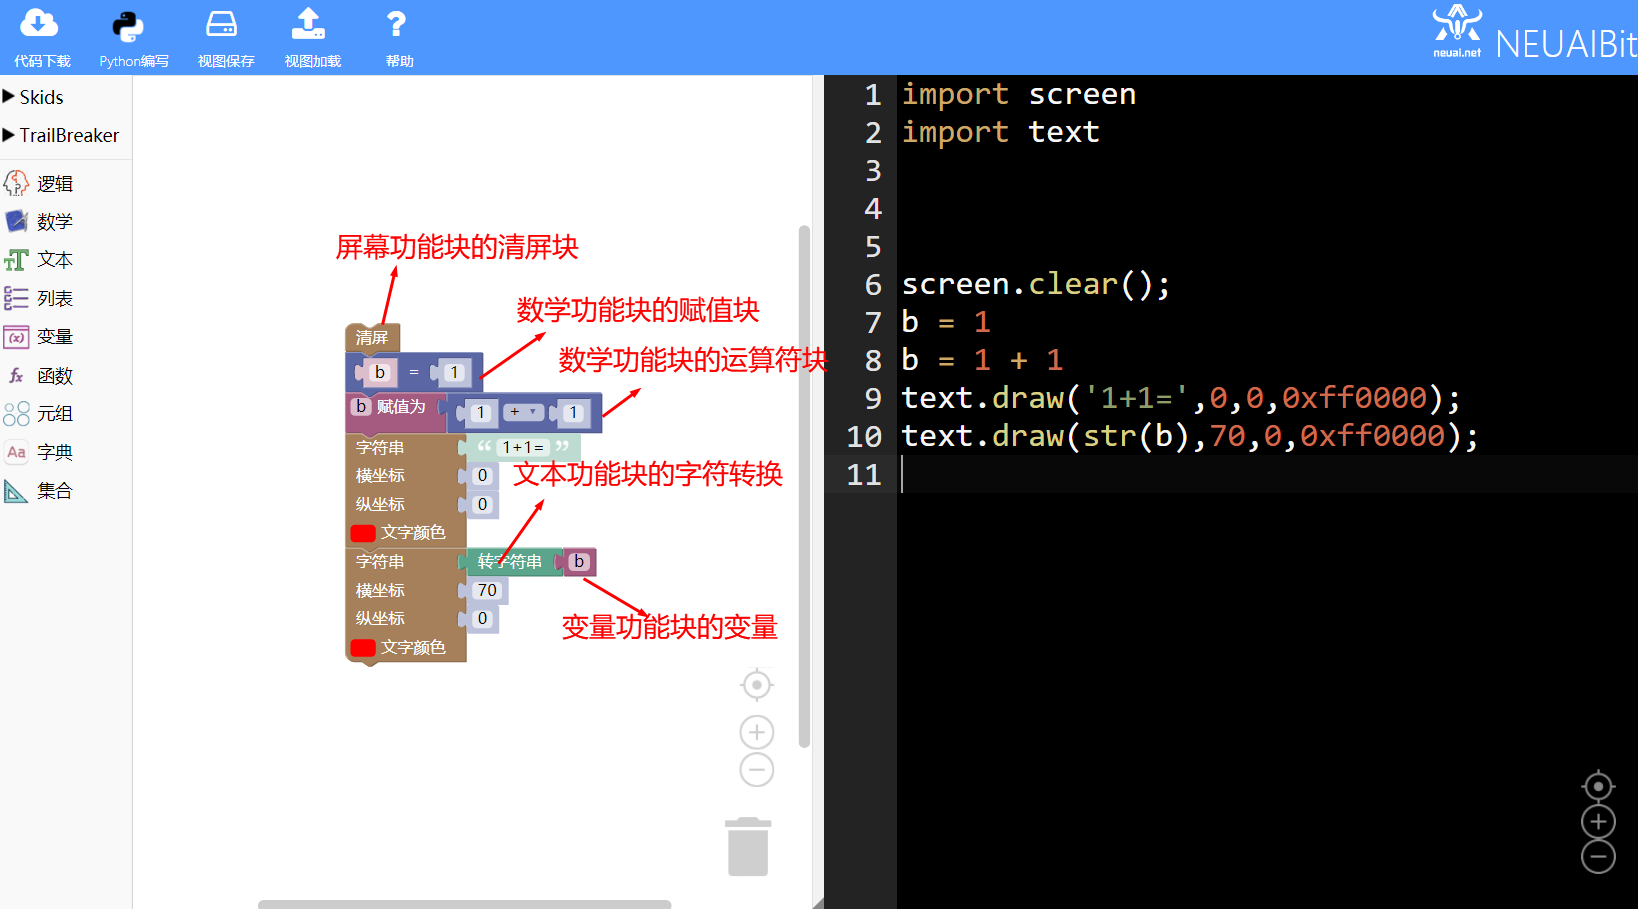 代码下载 Python编写 视图保存 视图加载 帮助
neuai.net NEUAIBit
Skids
TrailBreaker
逻辑
数学
文本
列表
变量
函数
元组
Aa 字典
集合
屏幕功能块的清屏块
数学功能块的赋值块
数学功能块的运算符块
清屏
b = 1
b 赋值为 1 + 1
字符串 “ 1+1= ”
横坐标 0
文本功能块的字符转换
纵坐标 0
文字颜色
字符串 转字符串 b
横坐标 70
纵坐标 0
变量功能块的变量
文字颜色
1 import screen
2 import text
3
4
5
6 screen.clear();
7 b = 1
8 b = 1 + 1
9 text.draw('1+1=',0,0,0xff0000);
10 text.draw(str(b),70,0,0xff0000);
11